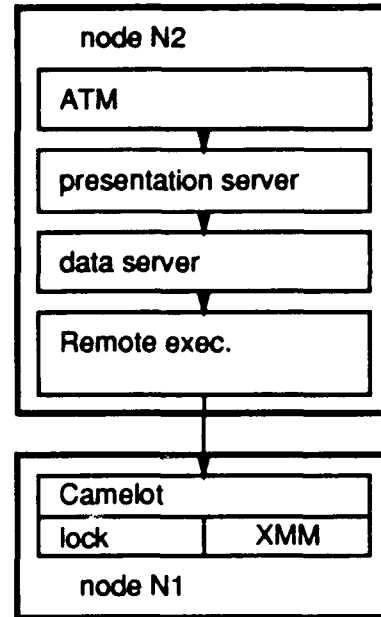 node N2
ATM
presentation server
data server
Remote exec.
Camelot
lock XMM
node N1